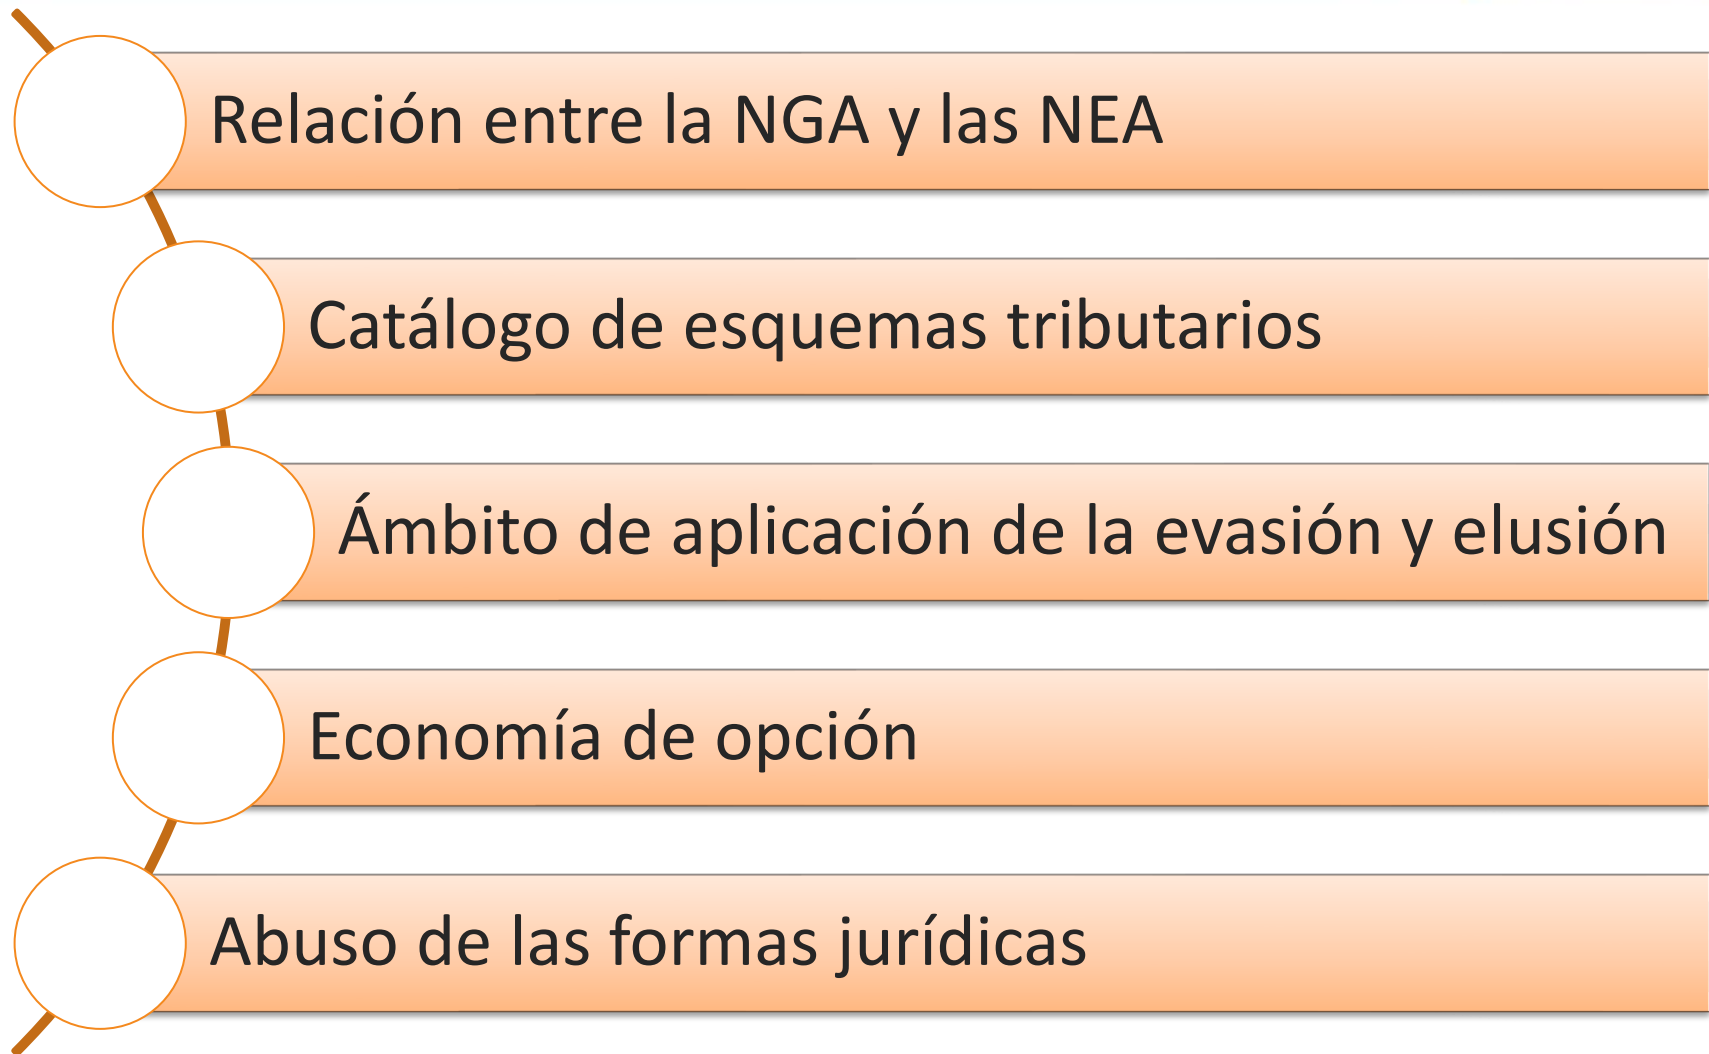 Relación entre la NGA y las NEA
Catálogo de esquemas tributarios
Ámbito de aplicación de la evasión y elusión
Economía de opción
Abuso de las formas jurídicas